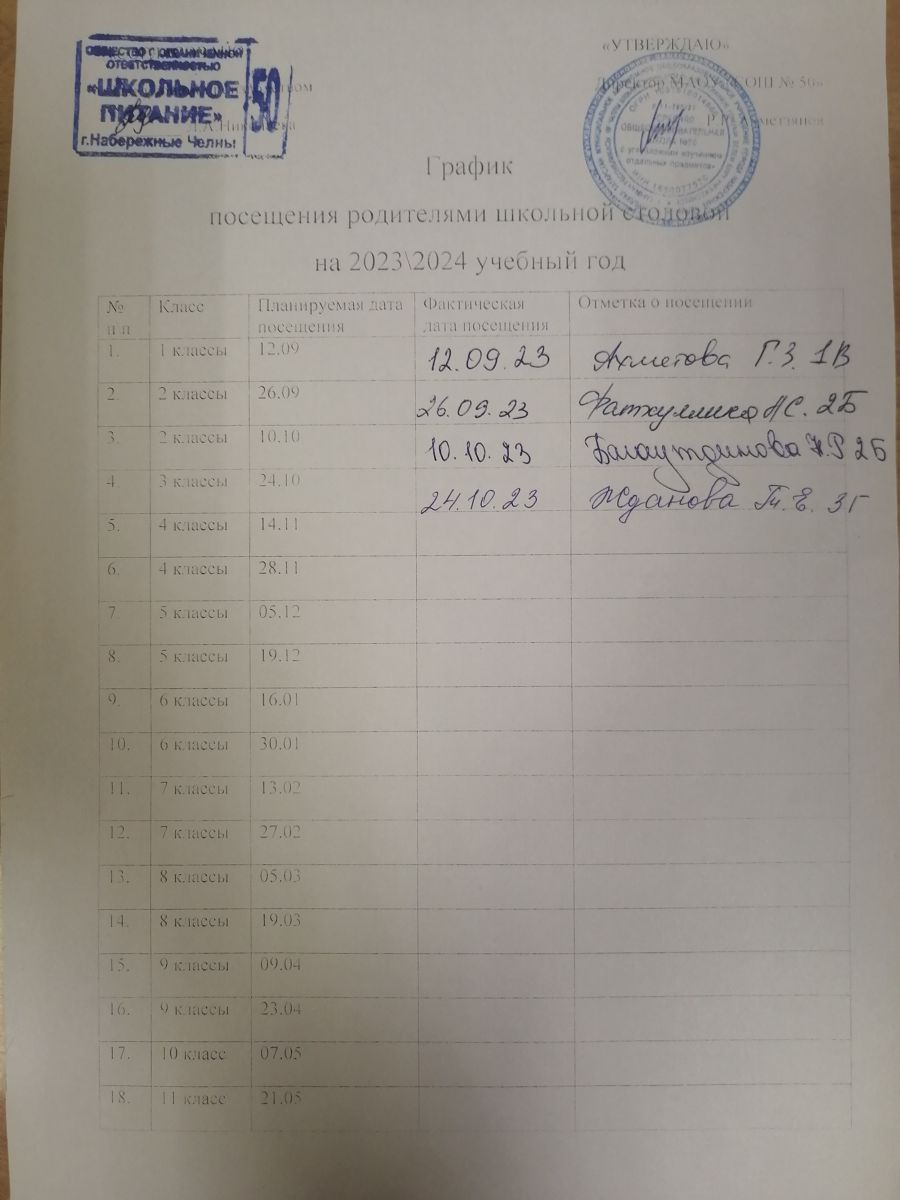 «УТВЕРЖДАЮ»
Директор МАОУ «СОШ № 50»
ОБЩЕСТВО С ОГРАНИЧЕННОЙ
ОТВЕТСТВЕННОСТЬЮ
«ШКОЛЬНОЕ
ПИТАНИЕ»
г.Набережные Челны
50
График
посещения родителями школьной столовой
на 2023\2024 учебный год
№ п п Класс Планируемая дата посещения Фактическая дата посещения Отметка о посещении
1. 1 классы 12.09 12.09.23 Ахметова Г.З. 1В
2. 2 классы 26.09 26.09.23 А.С. 2Б
3. 2 классы 10.10 10.10.23 Багаутдинова Н.Р 2Б
4. 3 классы 24.10 24.10.23 Жданова Т.Е. 3Г
5. 4 классы 14.11
6. 4 классы 28.11
7. 5 классы 05.12
8. 5 классы 19.12
9. 6 классы 16.01
10. 6 классы 30.01
11. 7 классы 13.02
12. 7 классы 27.02
13. 8 классы 05.03
14. 8 классы 19.03
15. 9 классы 09.04
16. 9 классы 23.04
17. 10 класс 07.05
18. 11 класс 21.05